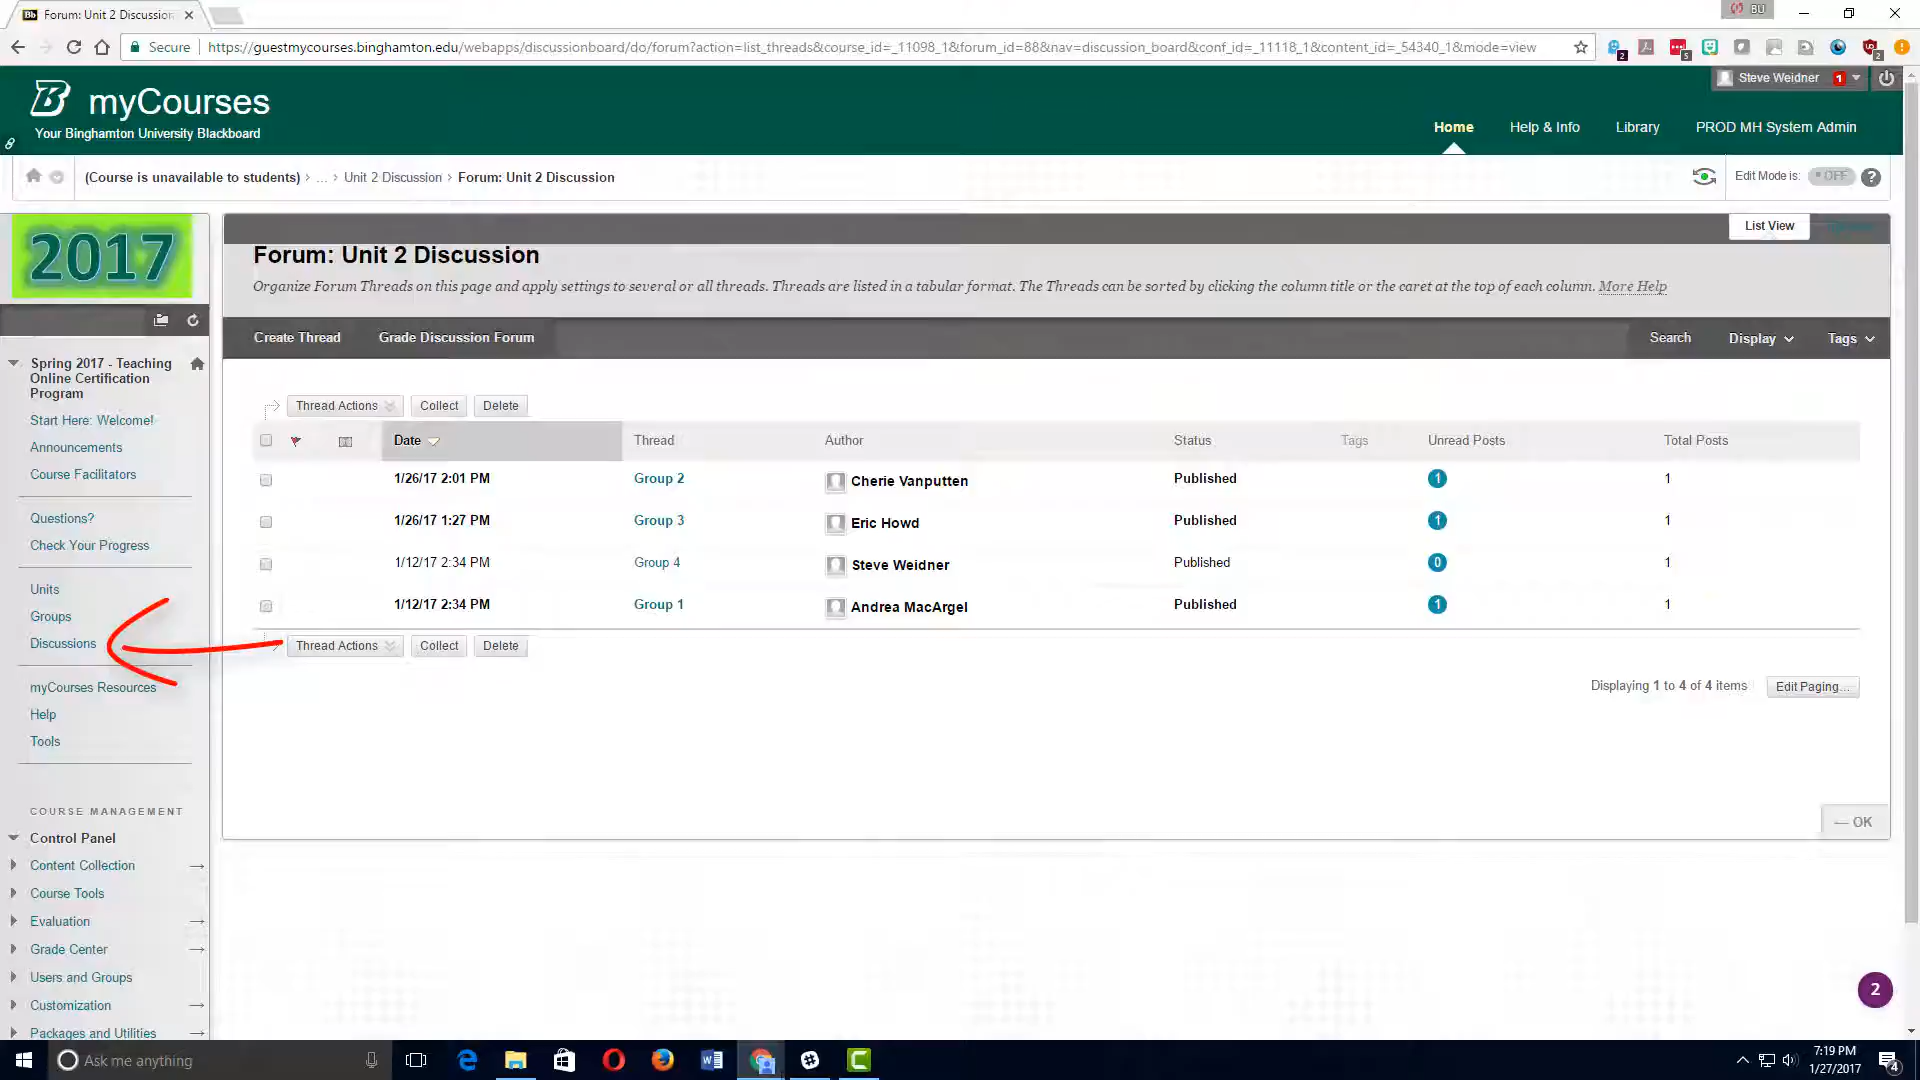 Forum: Unit 2 Discussion
BU
Secure
https://guestmycourses.binghamton.edu/webapps/discussionboard/do/forum?action=list_threads&course_id=_11098_1&forum_id=88&nav=discussion_board&conf_id=_11118_1&content_id=_54340_1&mode=view
2
5
2
B myCourses
Your Binghamton University Blackboard
Steve Weidner 1
Home
Help & Info
Library
PROD MH System Admin
(Course is unavailable to students) > ... > Unit 2 Discussion > Forum: Unit 2 Discussion
Edit Mode is: • OFF ?
2017
Spring 2017 - Teaching
Online Certification
Program
Start Here: Welcome!
Announcements
Course Facilitators
Questions?
Check Your Progress
Units
Groups
Discussions
myCourses Resources
Help
Tools
COURSE MANAGEMENT
Control Panel
Content Collection
Course Tools
Evaluation
Grade Center
Users and Groups
Customization
Packages and Utilities
List View
Forum: Unit 2 Discussion
Organize Forum Threads on this page and apply settings to several or all threads. Threads are listed in a tabular format. The Threads can be sorted by clicking the column title or the caret at the top of each column. More Help
Create Thread
Grade Discussion Forum
Search
Display
Tags
Thread Actions
Collect
Delete
Date Thread Author Status Tags Unread Posts Total Posts
1/26/17 2:01 PM Group 2 Cherie Vanputten Published 1 1
1/26/17 1:27 PM Group 3 Eric Howd Published 1 1
1/12/17 2:34 PM Group 4 Steve Weidner Published 0 1
1/12/17 2:34 PM Group 1 Andrea MacArgel Published 1 1
Thread Actions
Collect
Delete
Displaying 1 to 4 of 4 items
Edit Paging...
OK
2
Ask me anything
7:19 PM
1/27/2017
4